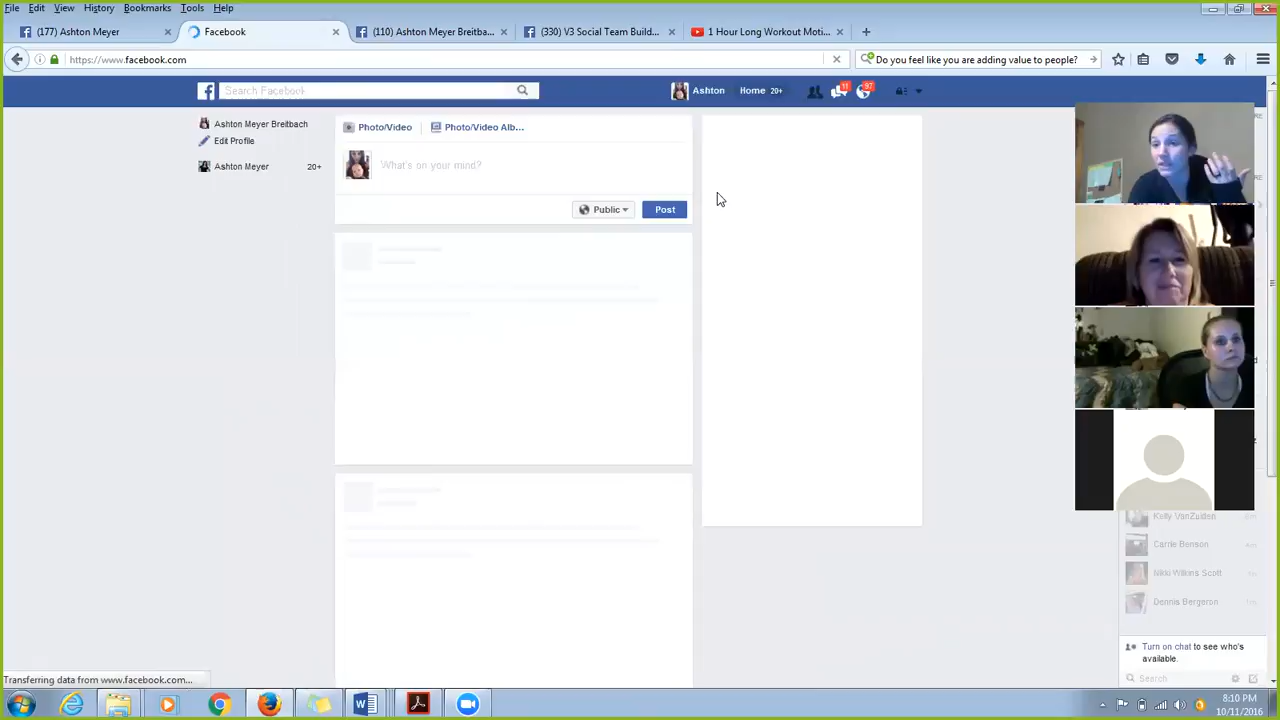 File Edit View History Bookmarks Tools Help
(177) Ashton Meyer × Facebook × (110) Ashton Meyer Breitba... × (330) V3 Social Team Build... × 1 Hour Long Workout Moti... × +
https://www.facebook.com Do you feel like you are adding value to people?
Search Facebook Ashton Home 20+ 11 97
Ashton Meyer Breitbach
Edit Profile
Ashton Meyer 20+
Photo/Video Photo/Video Alb...
What's on your mind?
Public Post
Kelly VanZuiden
Carrie Benson
Nikki Wilkins Scott
Dennis Bergeron
Turn on chat to see who's
available.
Search
Transferring data from www.facebook.com...
8:10 PM
10/11/2016